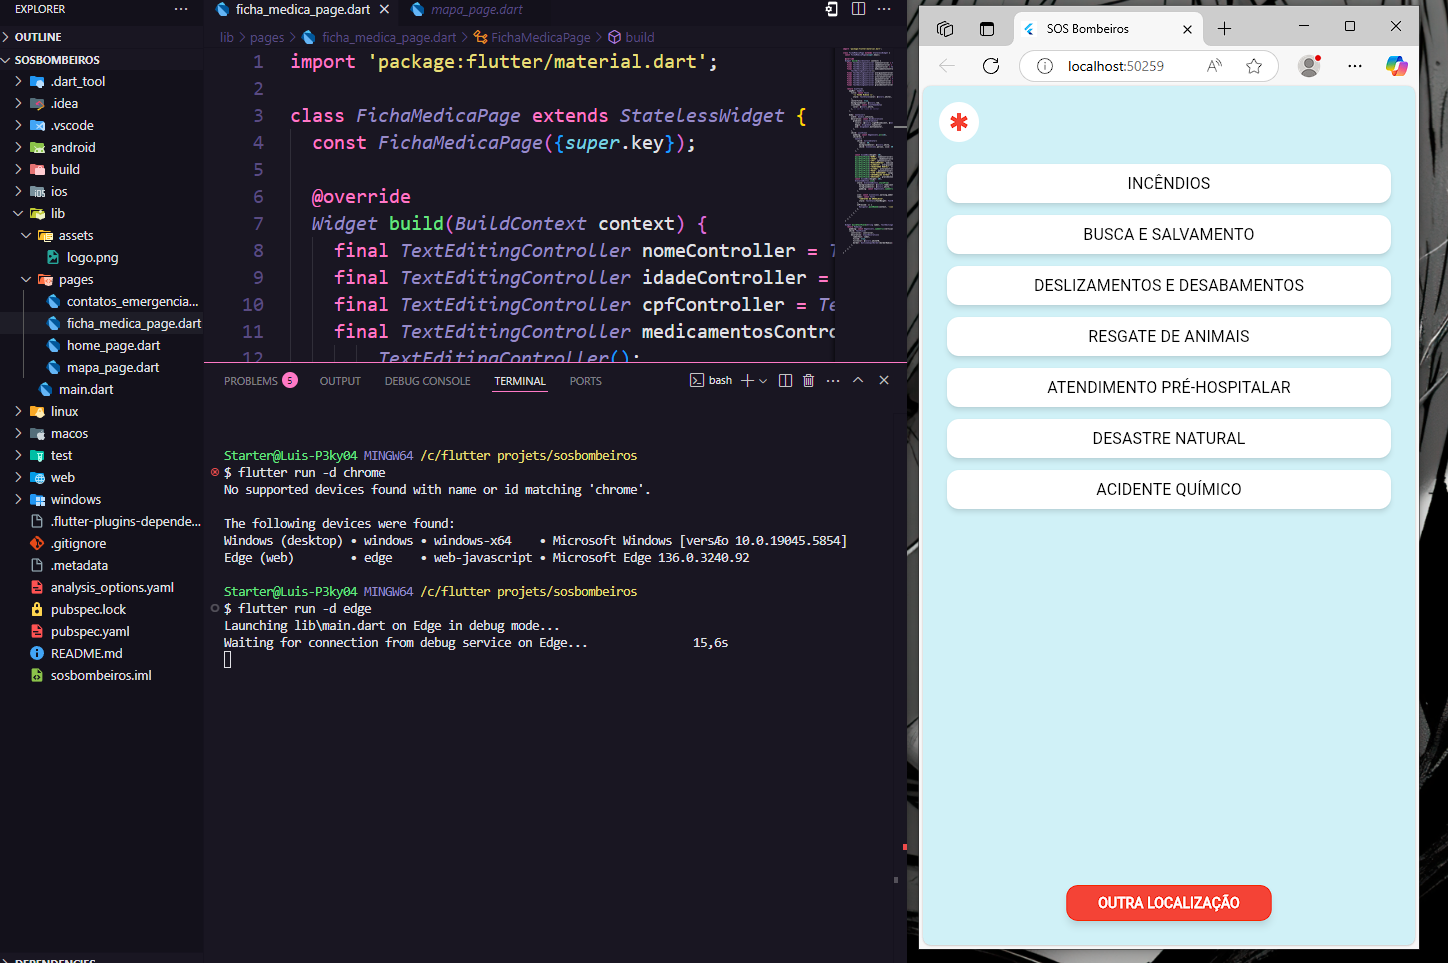 EXPLORER
OUTLINE
SOSBOMBEIROS
.dart_tool
.idea
.vscode
android
build
ios
lib
assets
logo.png
pages
contatos_emergencia...
ficha_medica_page.dart
home_page.dart
mapa_page.dart
main.dart
linux
macos
test
web
windows
.flutter-plugins-depende...
.gitignore
.metadata
analysis_options.yaml
pubspec.lock
pubspec.yaml
README.md
sosbombeiros.iml
DEPENDENCIES
ficha_medica_page.dart
mapa_page.dart
lib > pages > ficha_medica_page.dart > FichaMedicaPage > build
1 import 'package:flutter/material.dart';
2
3 class FichaMedicaPage extends StatelessWidget {
4 const FichaMedicaPage({super.key});
5
6 @override
7 Widget build(BuildContext context) {
8 final TextEditingController nomeController =
9 final TextEditingController idadeController =
10 final TextEditingController cpfController = Te
11 final TextEditingController medicamentosContro
12 TextEditingController();
PROBLEMS 5 OUTPUT DEBUG CONSOLE TERMINAL PORTS
bash
Starter@Luis-P3ky04 MINGW64 /c/flutter projets/sosbombeiros
$ flutter run -d chrome
No supported devices found with name or id matching 'chrome'.
The following devices were found:
Windows (desktop) • windows • windows-x64 • Microsoft Windows [versÆo 10.0.19045.5854]
Edge (web) • edge • web-javascript • Microsoft Edge 136.0.3240.92
Starter@Luis-P3ky04 MINGW64 /c/flutter projets/sosbombeiros
$ flutter run -d edge
Launching lib\main.dart on Edge in debug mode...
Waiting for connection from debug service on Edge... 15,6s
SOS Bombeiros
localhost:50259
INCÊNDIOS
BUSCA E SALVAMENTO
DESLIZAMENTOS E DESABAMENTOS
RESGATE DE ANIMAIS
ATENDIMENTO PRÉ-HOSPITALAR
DESASTRE NATURAL
ACIDENTE QUÍMICO
OUTRA LOCALIZAÇÃO